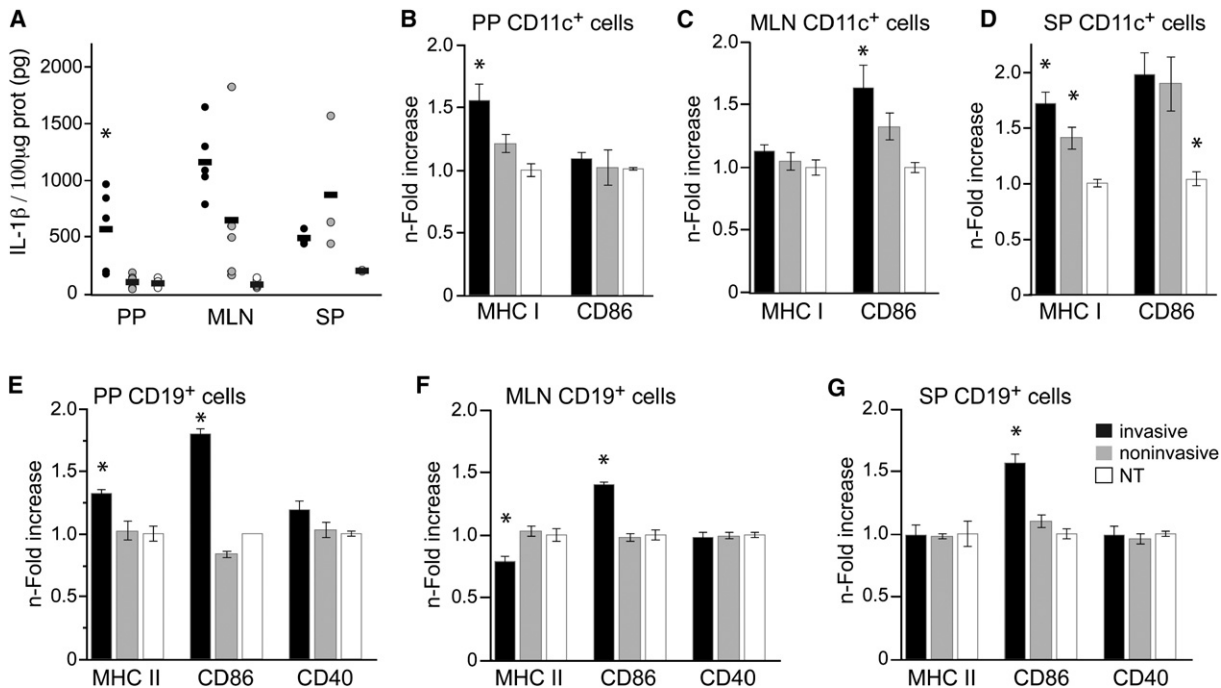 A
IL-1β / 100µg prot (pg)
2000
1500
1000
500
0
*
PP
MLN
SP
B
PP CD11c+ cells
n-Fold increase
2.0
1.5
1.0
0.5
0
*
MHC I
CD86
C
MLN CD11c+ cells
n-Fold increase
2.0
1.5
1.0
0.5
0
*
MHC I
CD86
D
SP CD11c+ cells
n-Fold increase
2.0
1.5
1.0
0.5
0
*
*
*
MHC I
CD86
E
PP CD19+ cells
n-Fold increase
2.0
1.5
1.0
0.5
0
*
*
MHC II
CD86
CD40
F
MLN CD19+ cells
n-Fold increase
2.0
1.5
1.0
0.5
0
*
*
MHC II
CD86
CD40
G
SP CD19+ cells
n-Fold increase
2.0
1.5
1.0
0.5
0
*
MHC II
CD86
CD40
invasive
noninvasive
NT